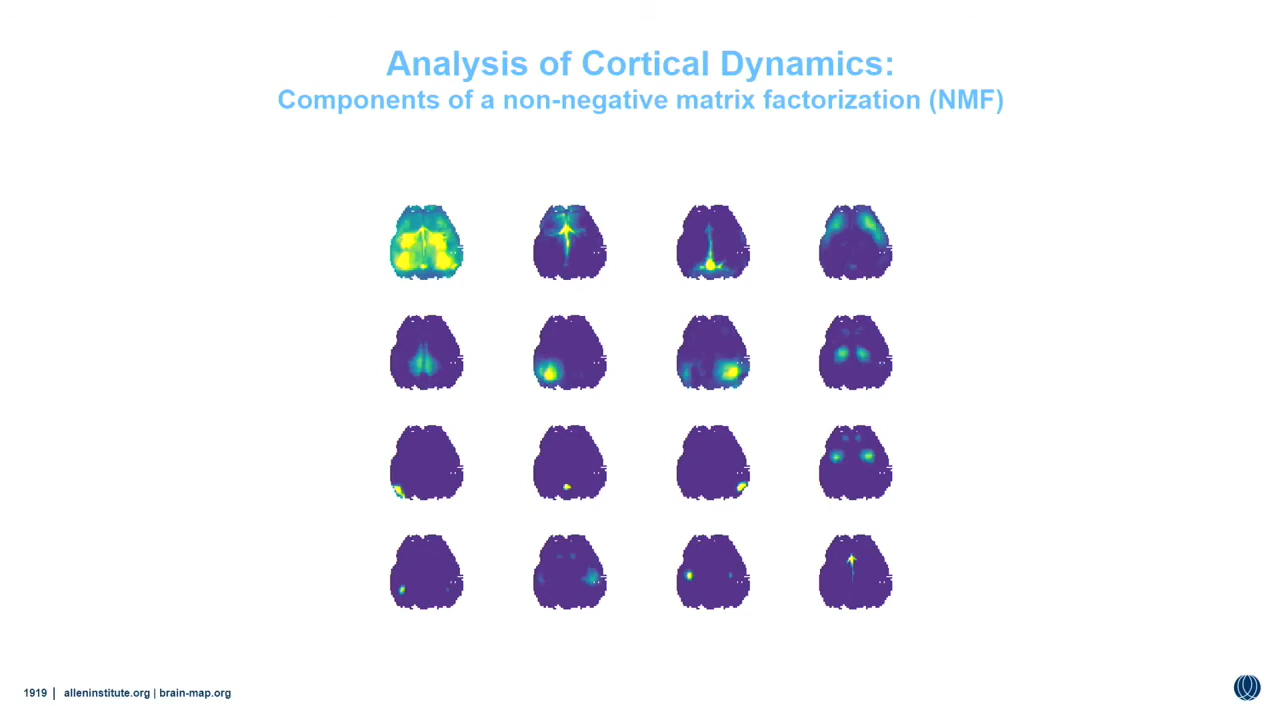 Analysis of Cortical Dynamics:
Components of a non-negative matrix factorization (NMF)
1919 | alleninstitute.org | brain-map.org